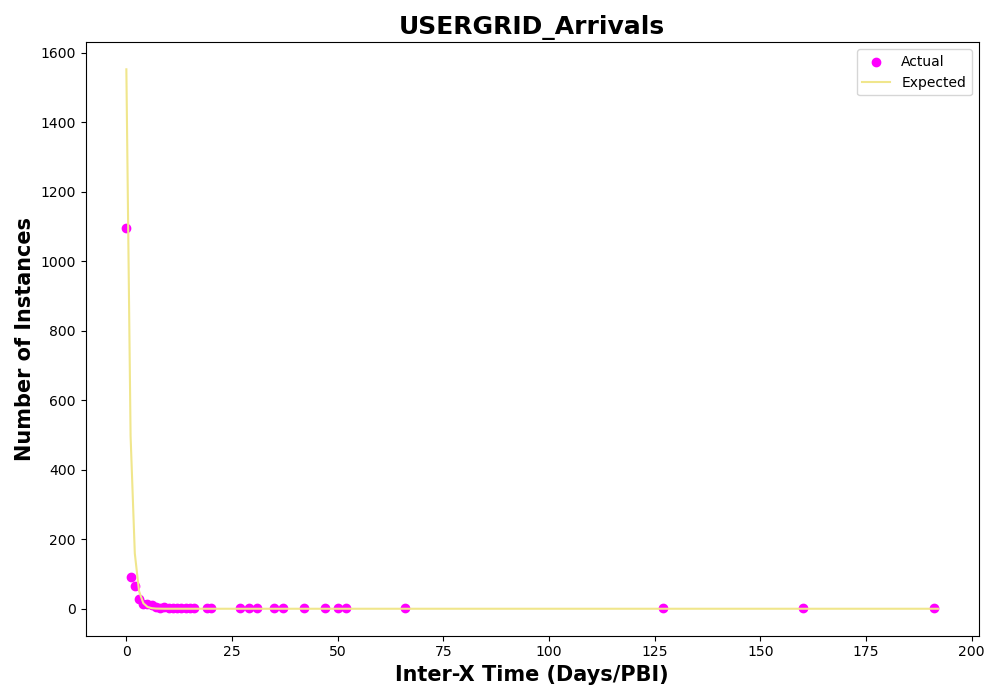 USERGRID_Arrivals
Actual
Expected
Number of Instances
1600
1400
1200
1000
800
600
400
200
0
0 25 50 75 100 125 150 175 200
Inter-X Time (Days/PBI)